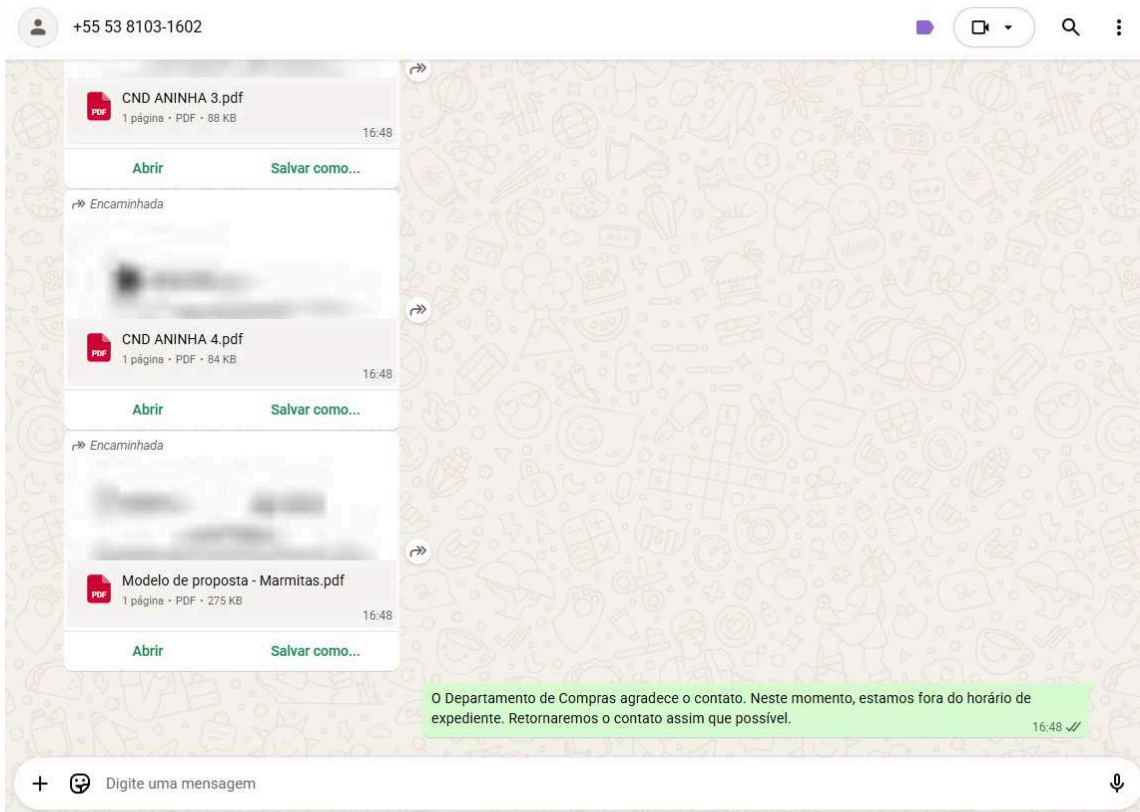 +55 53 8103-1602
CND ANINHA 3.pdf
PDF
1 página • PDF • 88 KB
16:48
Abrir Salvar como...
Encaminhada
CND ANINHA 4.pdf
PDF
1 página • PDF • 84 KB
16:48
Abrir Salvar como...
Encaminhada
Modelo de proposta - Marmitas.pdf
PDF
1 página • PDF • 275 KB
16:48
Abrir Salvar como...
O Departamento de Compras agradece o contato. Neste momento, estamos fora do horário de
expediente. Retornaremos o contato assim que possível.
16:48
Digite uma mensagem